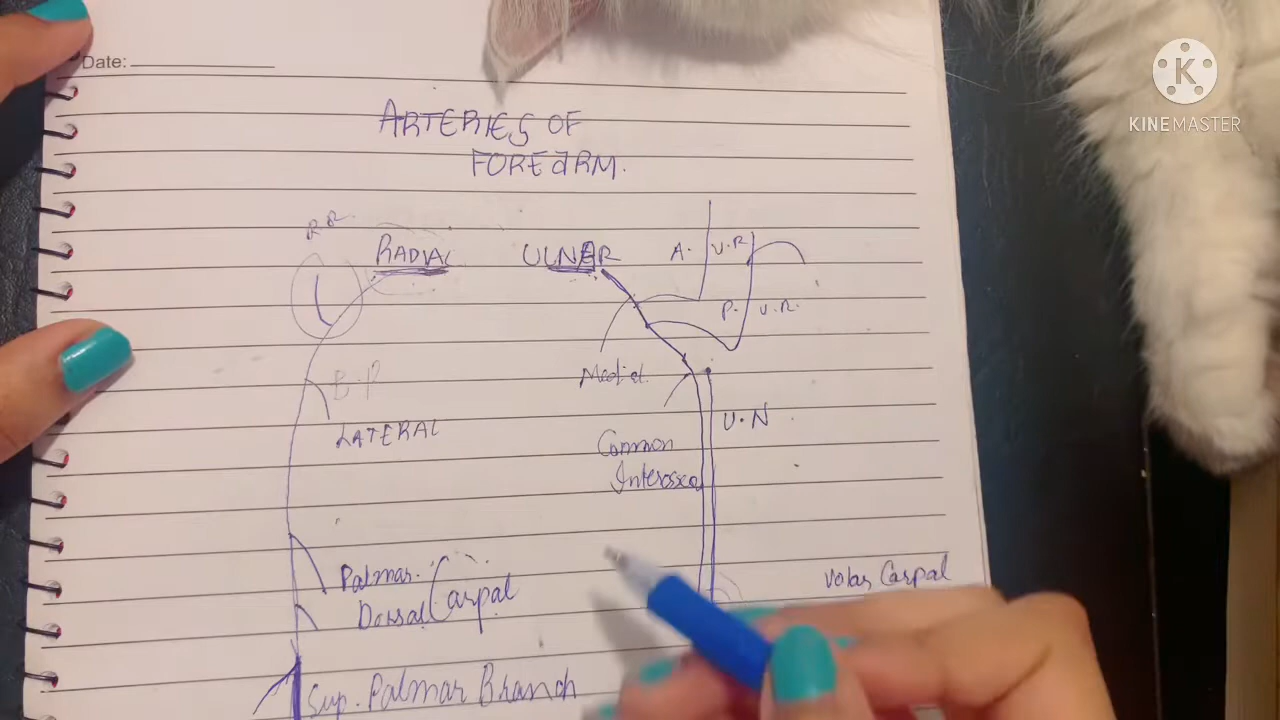 Date:
KINEMASTER
ARTERIES OF
FOREARM.
R R.
RADIAL ULNAR A. U.R
P. U.R.
B.P
Medial.
LATERAL
U.N
Common
Interossea
Palmar.
Dorsal Carpal
Volar Carpal
Sup. Palmar Branch